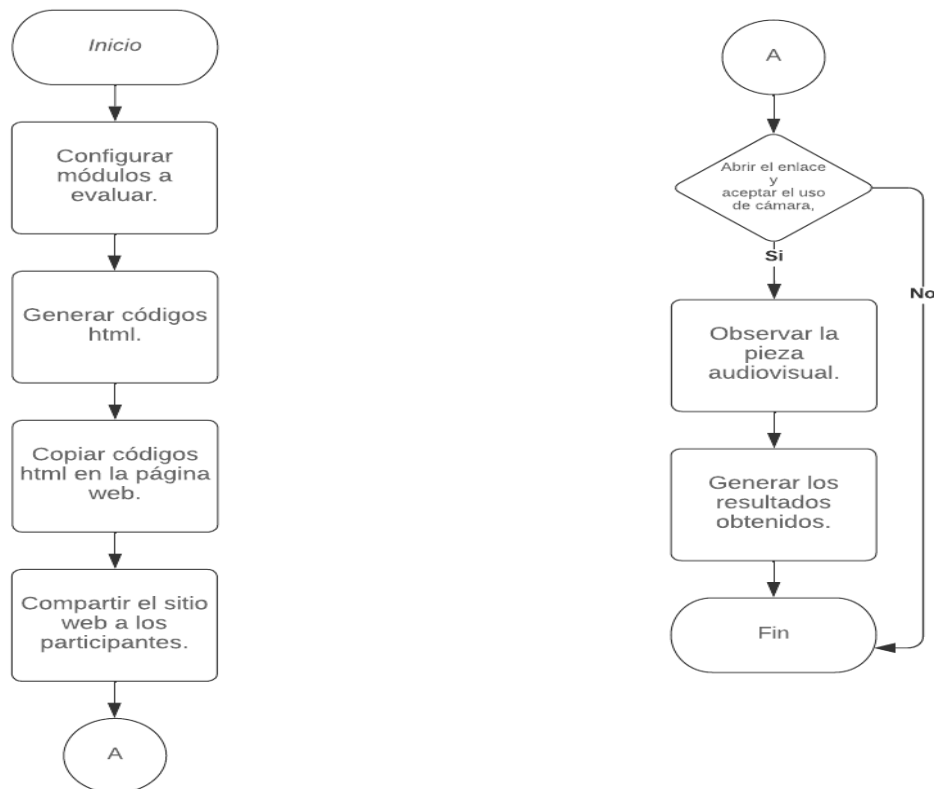 Inicio
Configurar
módulos a
evaluar.
Generar códigos
html.
Copiar códigos
html en la página
web.
Compartir el sitio
web a los
participantes.
A
A
Abrir el enlace
y
aceptar el uso
de cámara,
Si
No
Observar la
pieza
audiovisual.
Generar los
resultados
obtenidos.
Fin